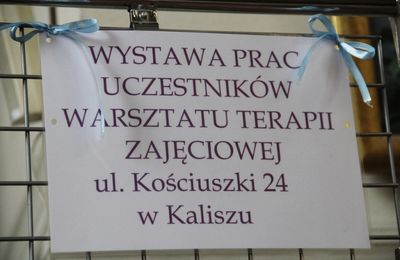 WYSTAWA PRAC
UCZESTNIKÓW
WARSZTATU TERAPII
ZAJĘCIOWEJ
ul. Kościuszki 24
w Kaliszu